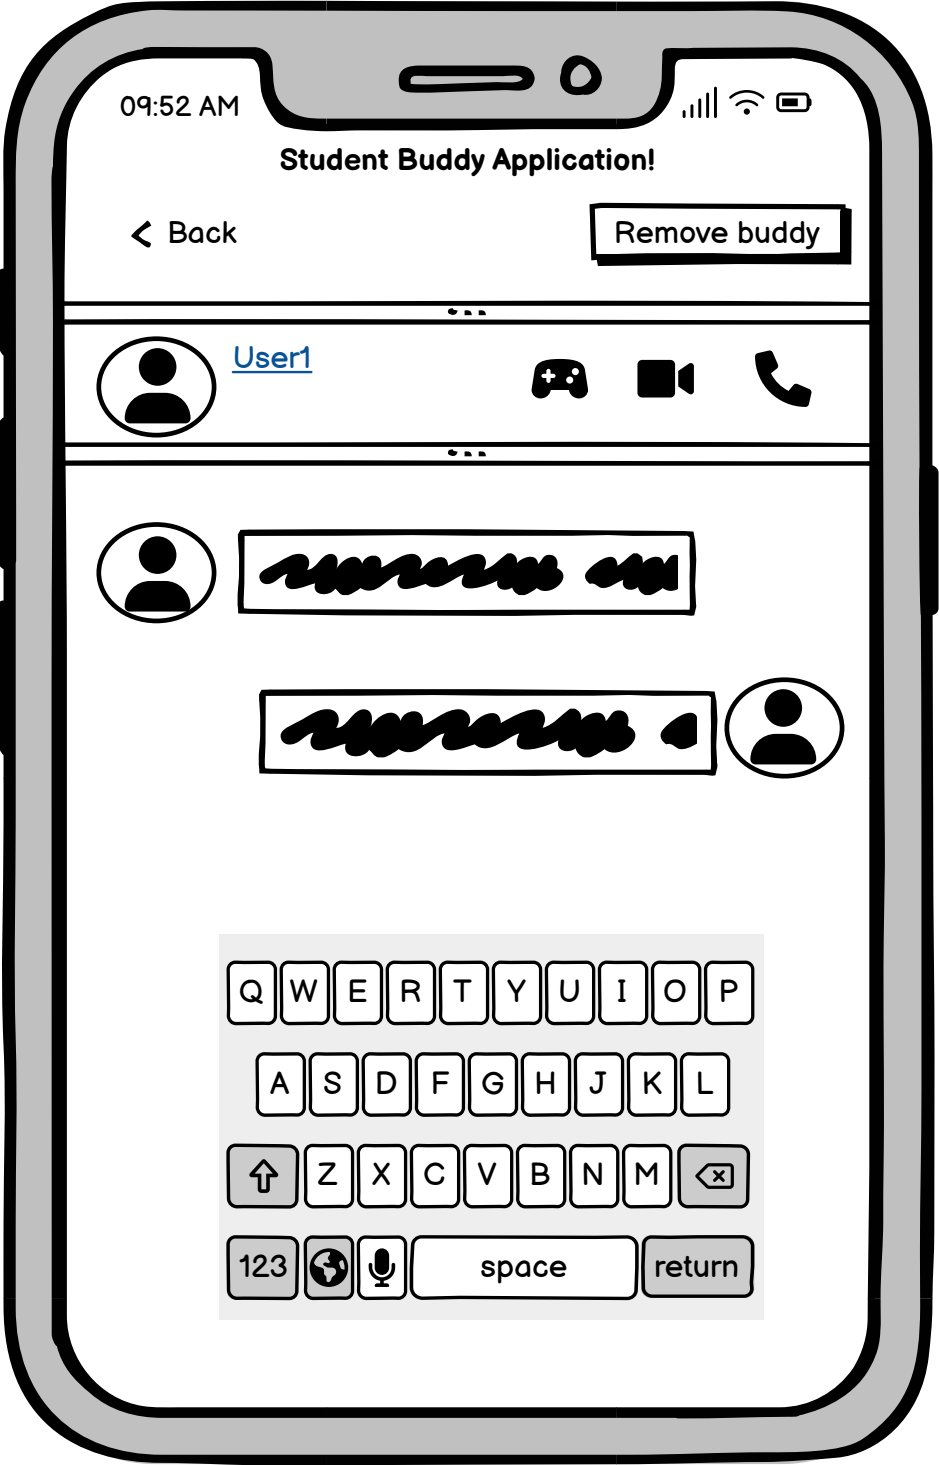 09:52 AM
Student Buddy Application!
Back
Remove buddy
User1
Q W E R T Y U I O P
A S D F G H J K L
Z X C V B N M
123 space return